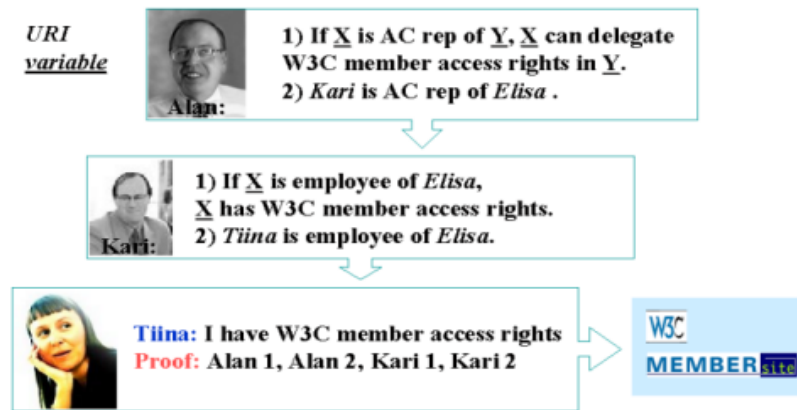 URI
variable
Alan:
1) If X is AC rep of Y, X can delegate
W3C member access rights in Y.
2) Kari is AC rep of Elisa .
Kari:
1) If X is employee of Elisa,
X has W3C member access rights.
2) Tiina is employee of Elisa.
Tiina: I have W3C member access rights
Proof: Alan 1, Alan 2, Kari 1, Kari 2
W3C
MEMBER site